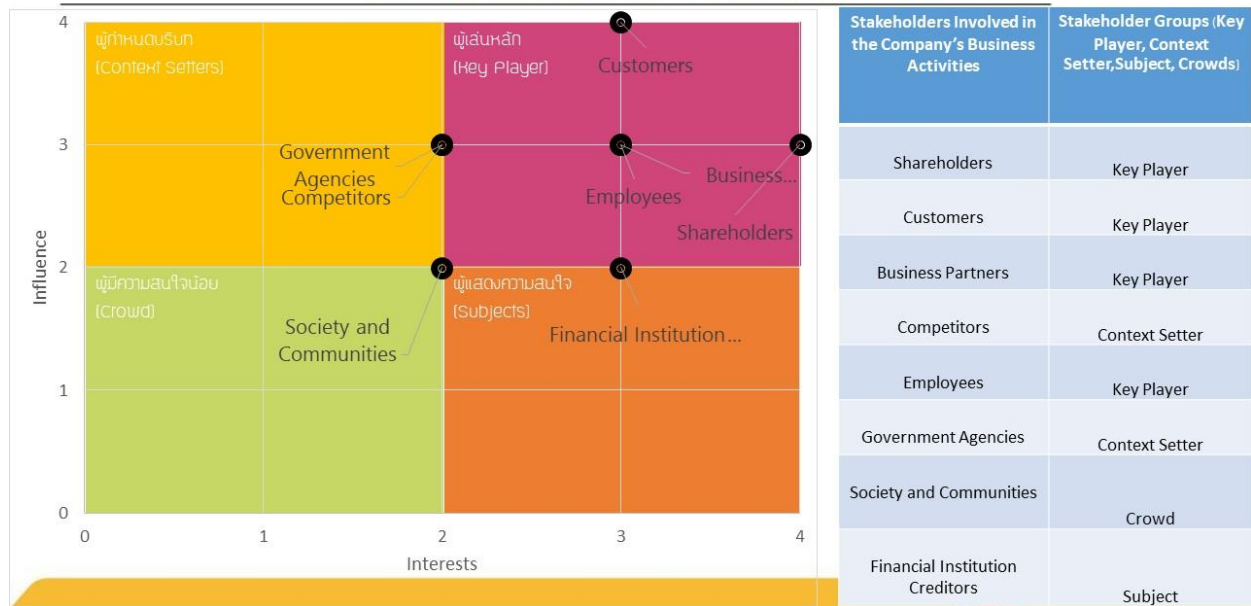 4
3
2
1
0
Influence
0
1
2
3
4
Interests
ผู้กำหนดบริบท
(Context Setters)
ผู้เล่นหลัก
(Key Player)
Customers
Government
Agencies
Competitors
Business...
Employees
Shareholders
ผู้มีความสนใจน้อย
(Crowd)
ผู้แสดงความสนใจ
(Subjects)
Society and
Communities
Financial Institution...
Stakeholders Involved in
the Company's Business
Activities
Stakeholder Groups (Key
Player, Context
Setter,Subject, Crowds)
Shareholders
Key Player
Customers
Key Player
Business Partners
Key Player
Competitors
Context Setter
Employees
Key Player
Government Agencies
Context Setter
Society and Communities
Crowd
Financial Institution
Creditors
Subject